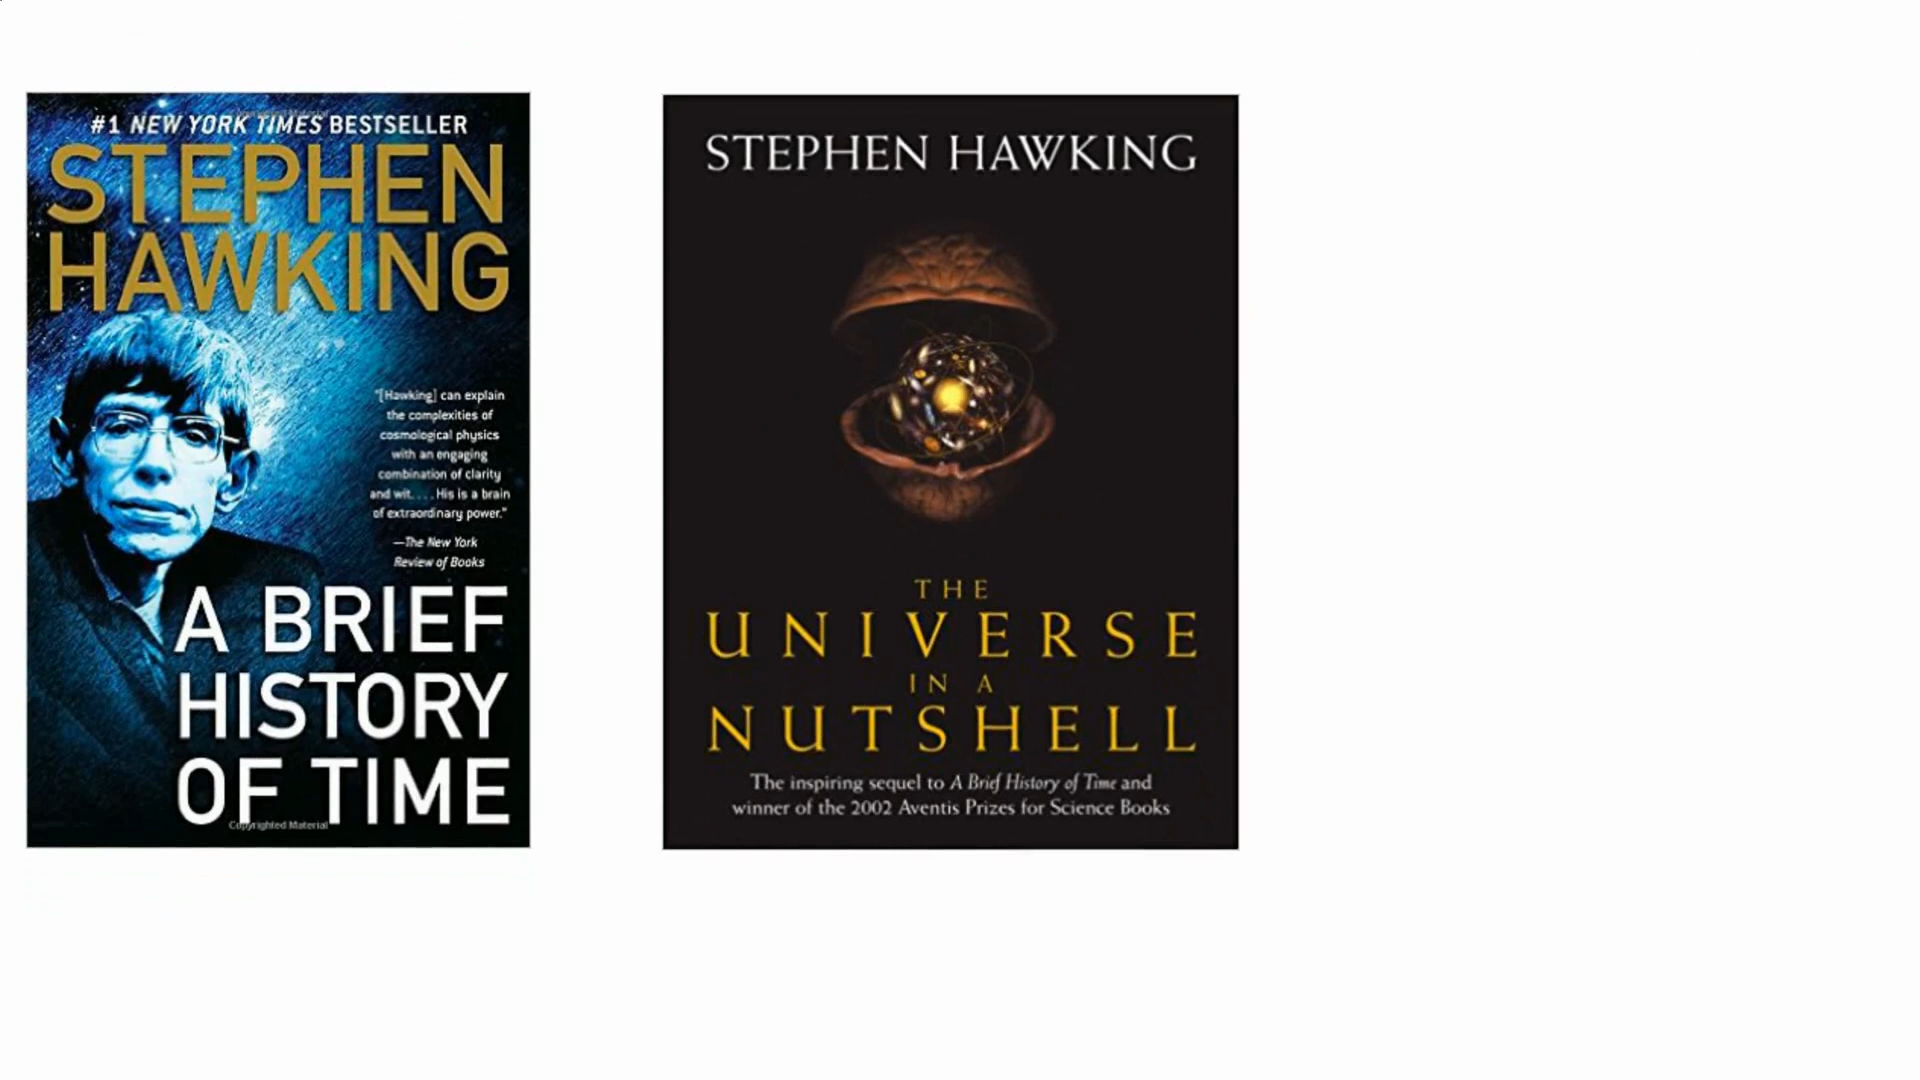 #1 NEW YORK TIMES BESTSELLER
STEPHEN
HAWKING
"[Hawking] can explain
the complexities of
cosmological physics
with an engaging
combination of clarity
and wit. . . . His is a brain
of extraordinary power."
—The New York
Review of Books
A BRIEF
HISTORY
OF TIME
Copyrighted Material
STEPHEN HAWKING
THE
UNIVERSE
IN A
NUTSHELL
The inspiring sequel to A Brief History of Time and
winner of the 2002 Aventis Prizes for Science Books